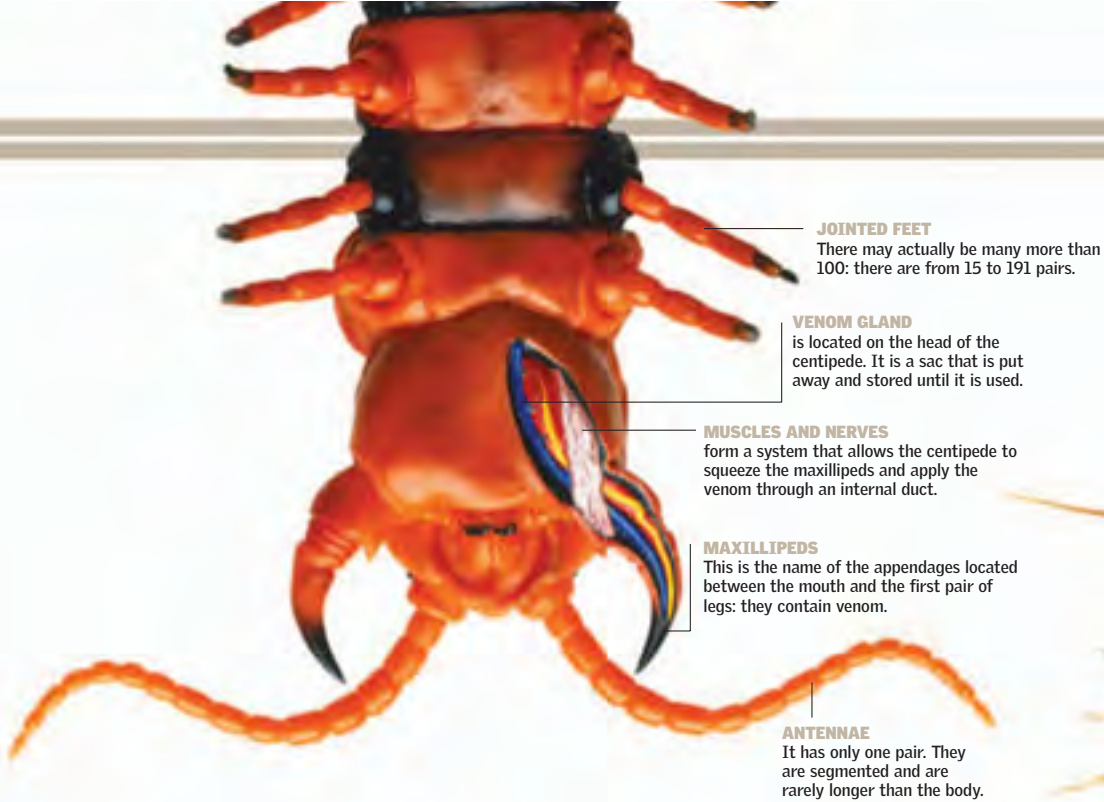 JOINTED FEET
There may actually be many more than
100: there are from 15 to 191 pairs.
VENOM GLAND
is located on the head of the
centipede. It is a sac that is put
away and stored until it is used.
MUSCLES AND NERVES
form a system that allows the centipede to
squeeze the maxillipeds and apply the
venom through an internal duct.
MAXILLIPEDS
This is the name of the appendages located
between the mouth and the first pair of
legs: they contain venom.
ANTENNAE
It has only one pair. They
are segmented and are
rarely longer than the body.